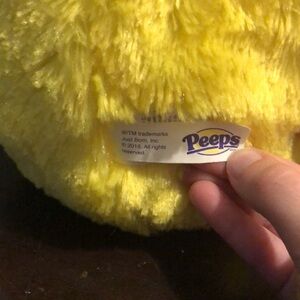 ®/TM trademarks
Just Born, Inc.
© 2016. All rights
reserved.
Peeps